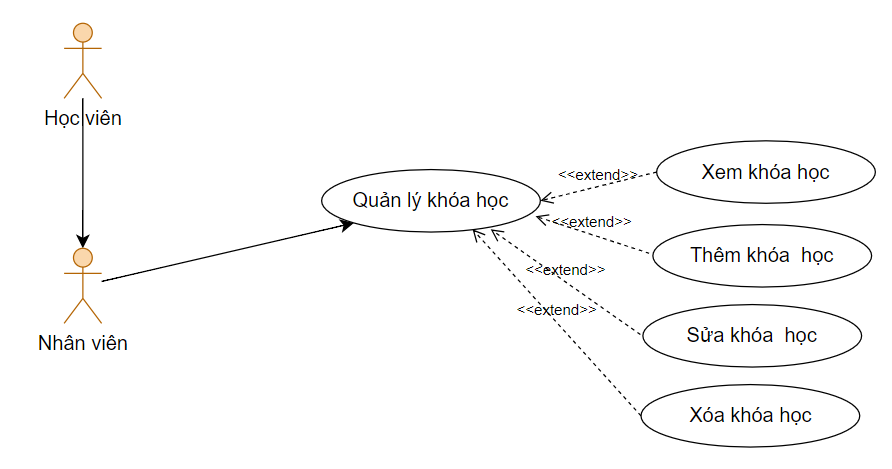 Học viên
Nhân viên
Quản lý khóa học
<<extend>>
Xem khóa học
<<extend>>
Thêm khóa  học
<<extend>>
Sửa khóa  học
<<extend>>
Xóa khóa học